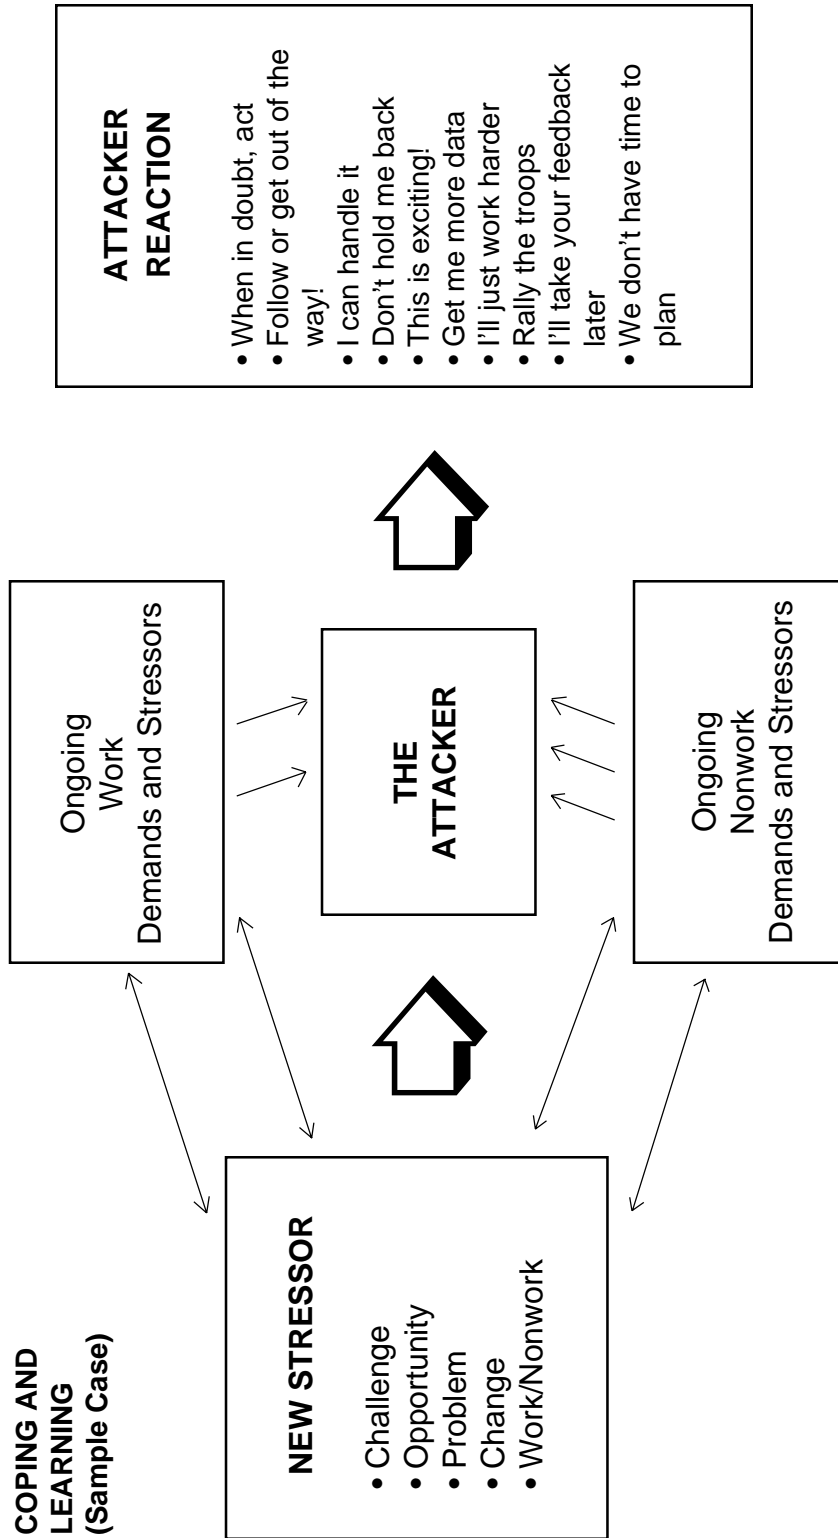 COPING AND
LEARNING
(Sample Case)
NEW STRESSOR
• Challenge
• Opportunity
• Problem
• Change
• Work/Nonwork
Ongoing
Work
Demands and Stressors
THE
ATTACKER
Ongoing
Nonwork
Demands and Stressors
ATTACKER
REACTION
• When in doubt, act
• Follow or get out of the
way!
• I can handle it
• Don't hold me back
• This is exciting!
• Get me more data
• I'll just work harder
• Rally the troops
• I'll take your feedback
later
• We don't have time to
plan